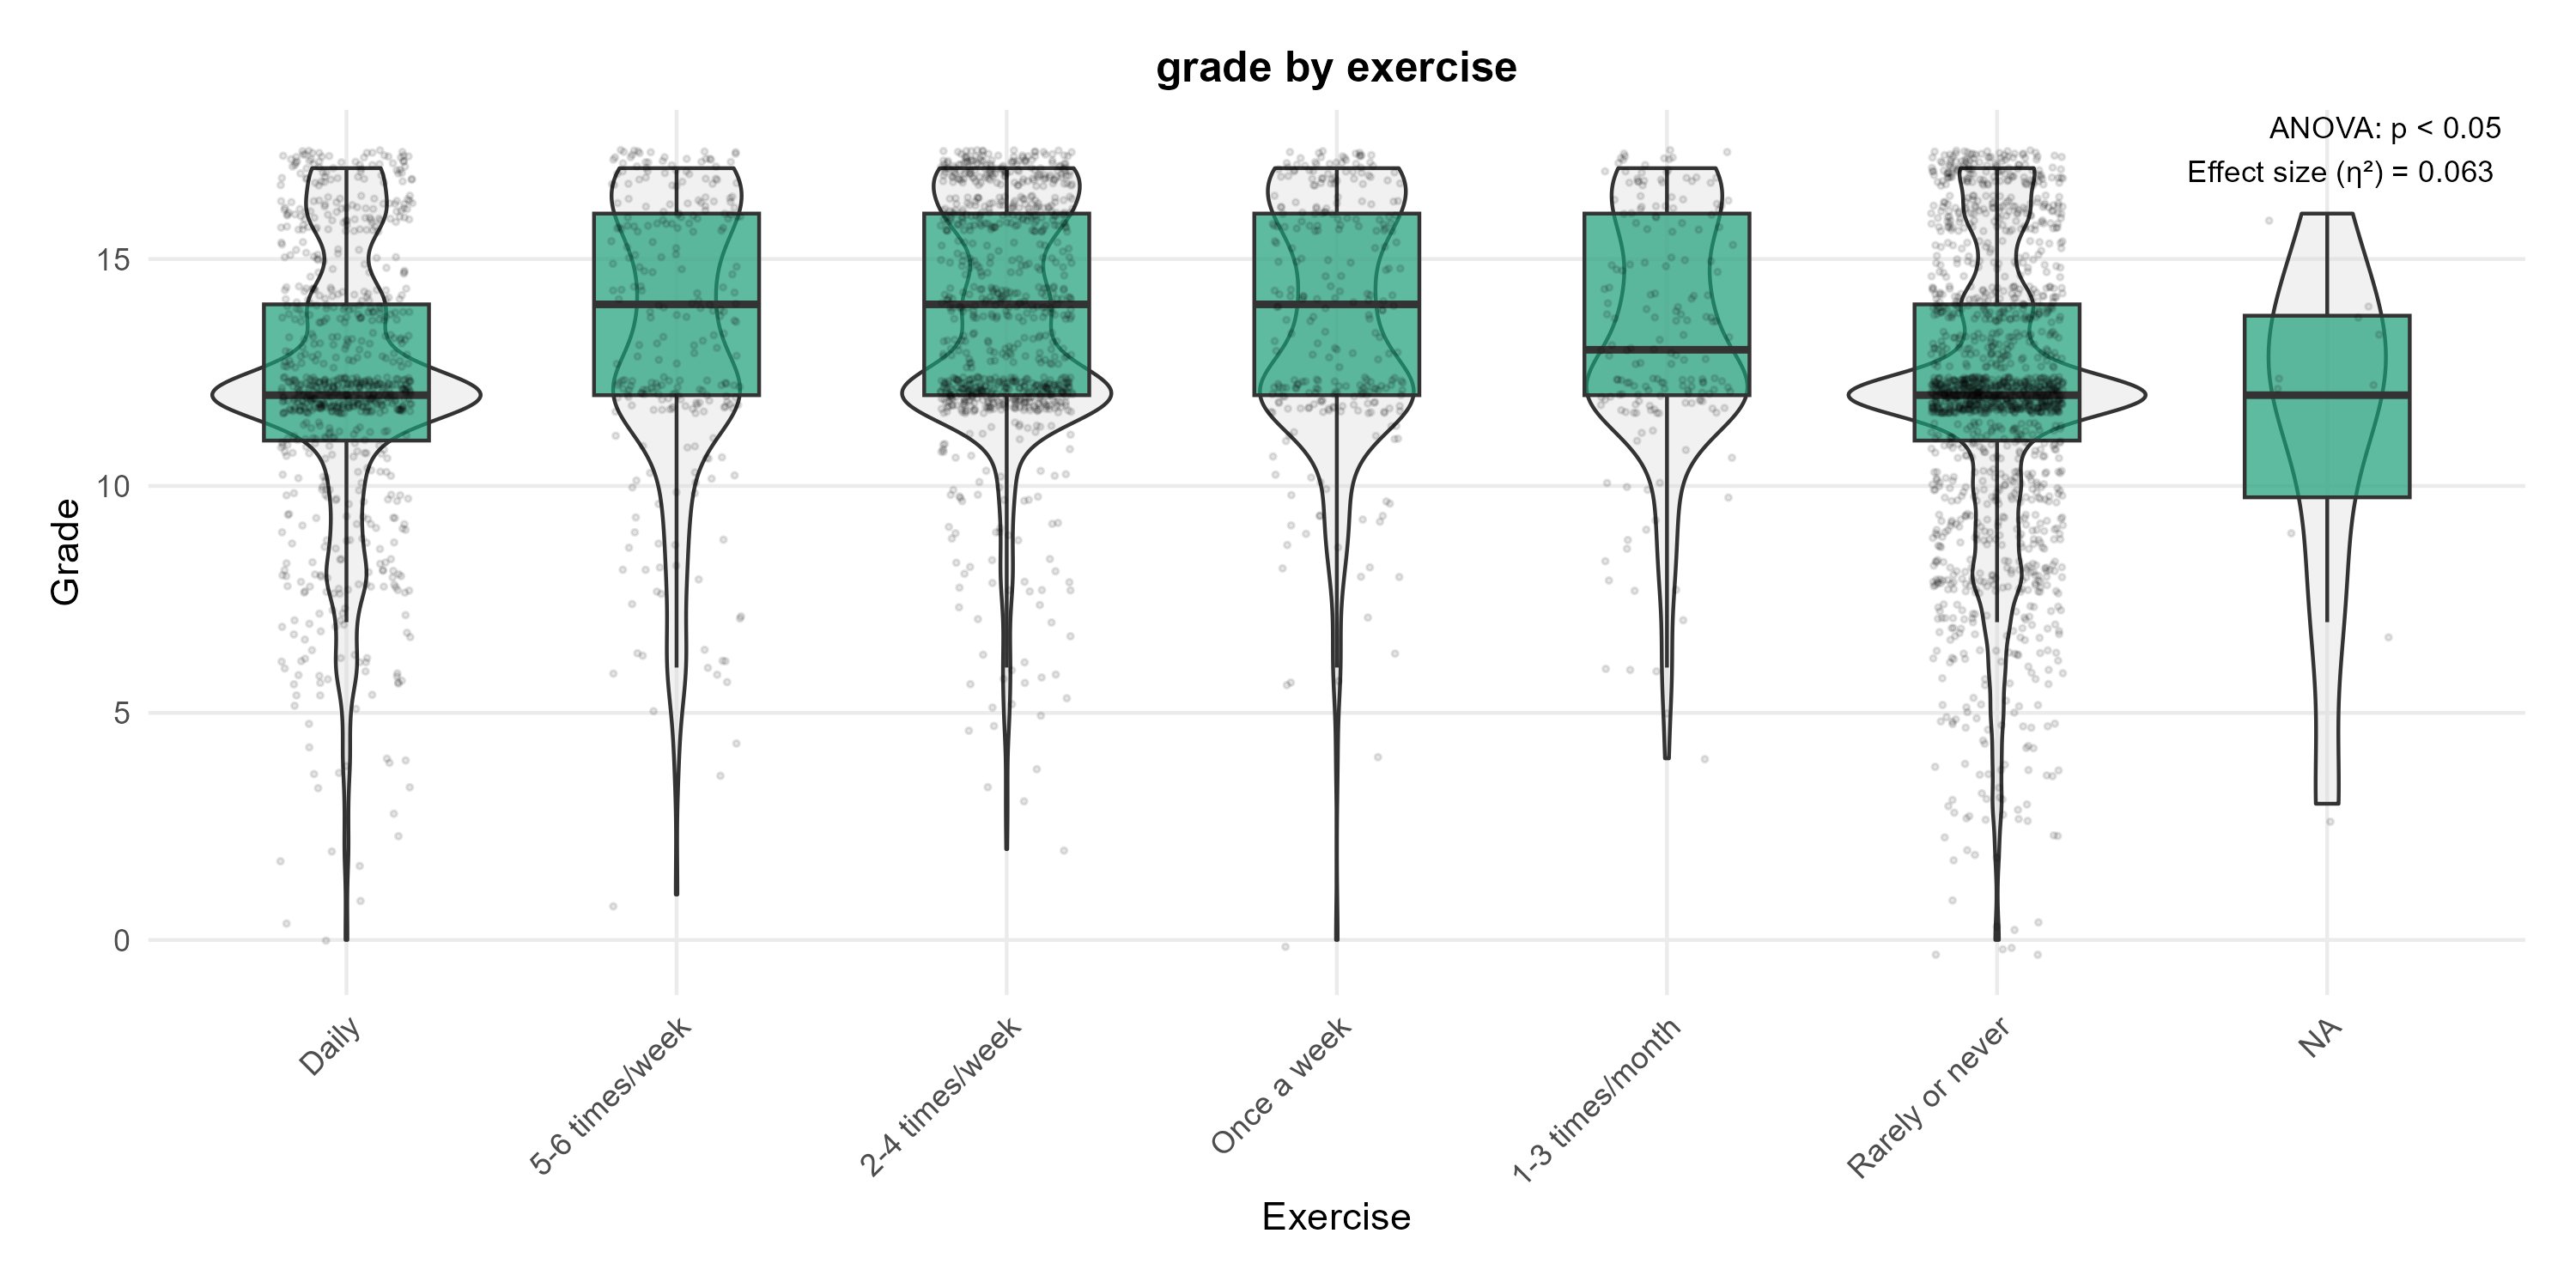 grade by exercise
ANOVA: p < 0.05
Effect size (η²) = 0.063
Grade
15
10
5
0
Daily
5-6 times/week
2-4 times/week
Once a week
1-3 times/month
Rarely or never
NA
Exercise